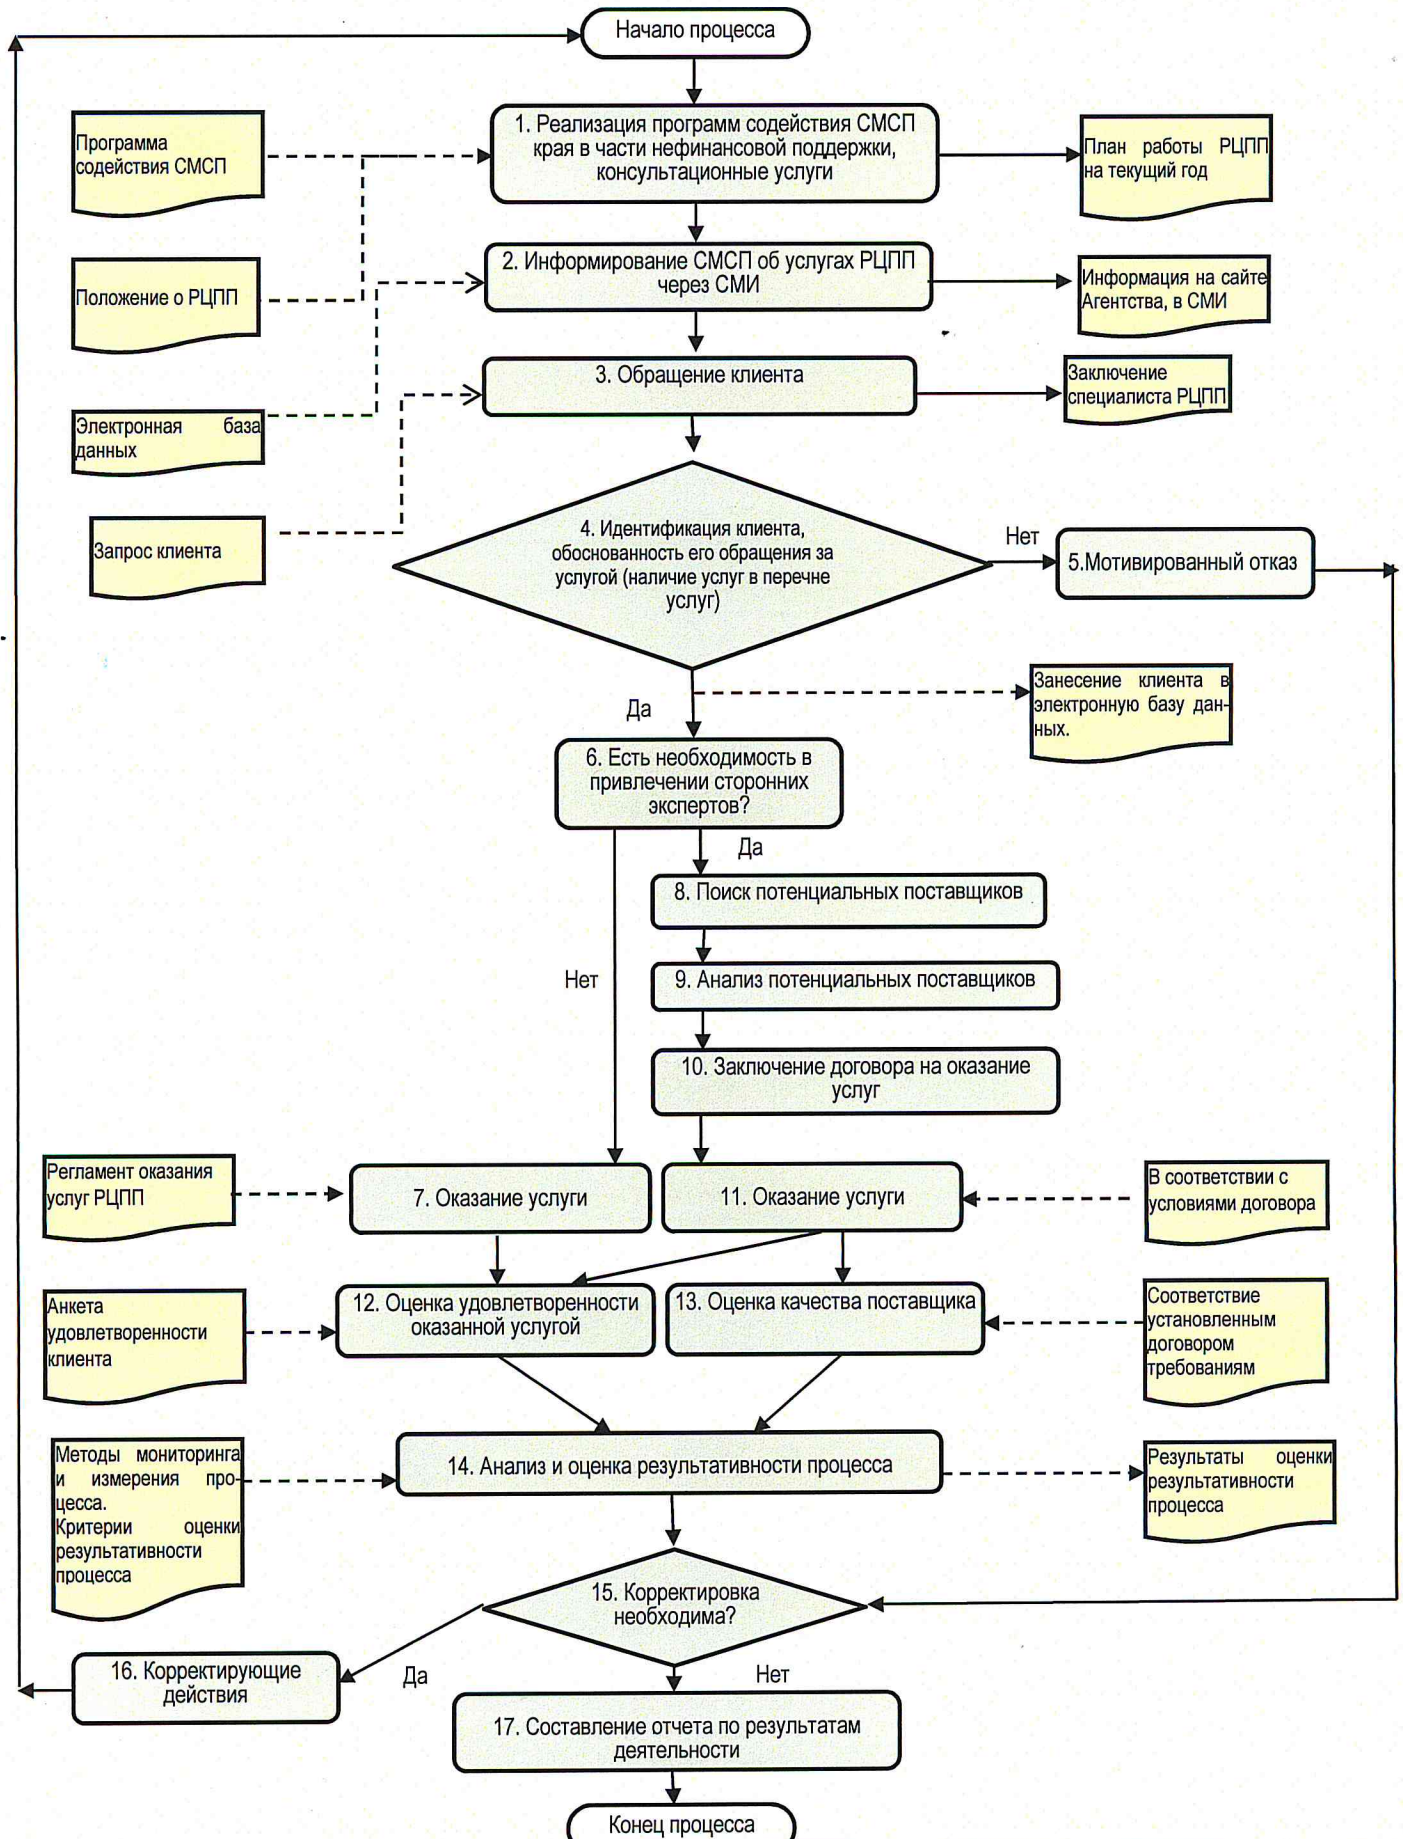 Начало процесса
Программа
содействия СМСП
1. Реализация программ содействия СМСП
края в части нефинансовой поддержки,
консультационные услуги
План работы РЦПП
на текущий год
Положение о РЦПП
2. Информирование СМСП об услугах РЦПП
через СМИ
Информация на сайте
Агентства, в СМИ
3. Обращение клиента
Заключение
специалиста РЦПП
Электронная база
данных
Запрос клиента
4. Идентификация клиента,
обоснованность его обращения за
услугой (наличие услуг в перечне
услуг)
Нет
5.Мотивированный отказ
Да
Занесение клиента в
электронную базу дан-
ных.
6. Есть необходимость в
привлечении сторонних
экспертов?
Да
8. Поиск потенциальных поставщиков
Нет
9. Анализ потенциальных поставщиков
10. Заключение договора на оказание
услуг
Регламент оказания
услуг РЦПП
7. Оказание услуги
11. Оказание услуги
В соответствии с
условиями договора
Анкета
удовлетворенности
клиента
12. Оценка удовлетворенности
оказанной услугой
13. Оценка качества поставщика
Соответствие
установленным
договором
требованиям
Методы мониторинга
и измерения про-
цесса.
Критерии оценки
результативности
процесса
14. Анализ и оценка результативности процесса
Результаты оценки
результативности
процесса
15. Корректировка
необходима?
16. Корректирующие
действия
Да
Нет
17. Составление отчета по результатам
деятельности
Конец процесса